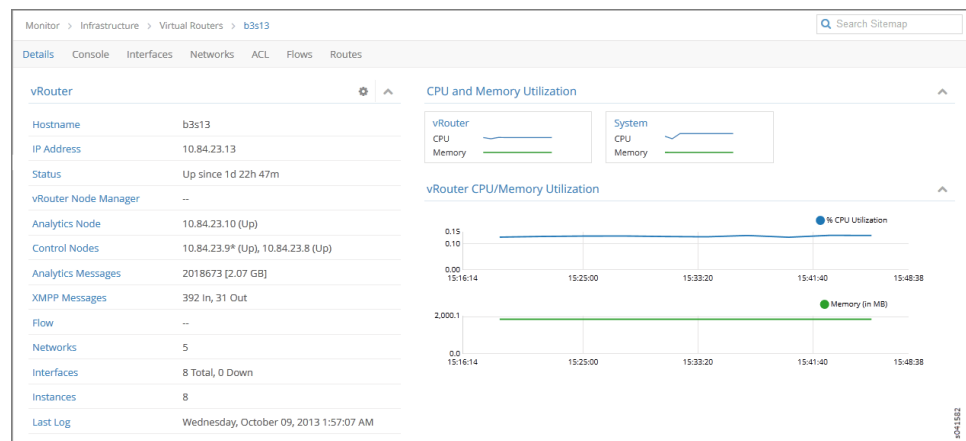 Monitor > Infrastructure > Virtual Routers > b3s13
Search Sitemap
Details Console Interfaces Networks ACL Flows Routes
vRouter
Hostname b3s13
IP Address 10.84.23.13
Status Up since 1d 22h 47m
vRouter Node Manager --
Analytics Node 10.84.23.10 (Up)
Control Nodes 10.84.23.9* (Up), 10.84.23.8 (Up)
Analytics Messages 2018673 [2.07 GB]
XMPP Messages 392 In, 31 Out
Flow --
Networks 5
Interfaces 8 Total, 0 Down
Instances 8
Last Log Wednesday, October 09, 2013 1:57:07 AM
CPU and Memory Utilization
vRouter
CPU
Memory
System
CPU
Memory
vRouter CPU/Memory Utilization
% CPU Utilization
0.15
0.10
0.00
15:16:14 15:25:00 15:33:20 15:41:40 15:48:38
Memory (in MB)
2,000.1
0.0
15:16:14 15:25:00 15:33:20 15:41:40 15:48:38
s041582